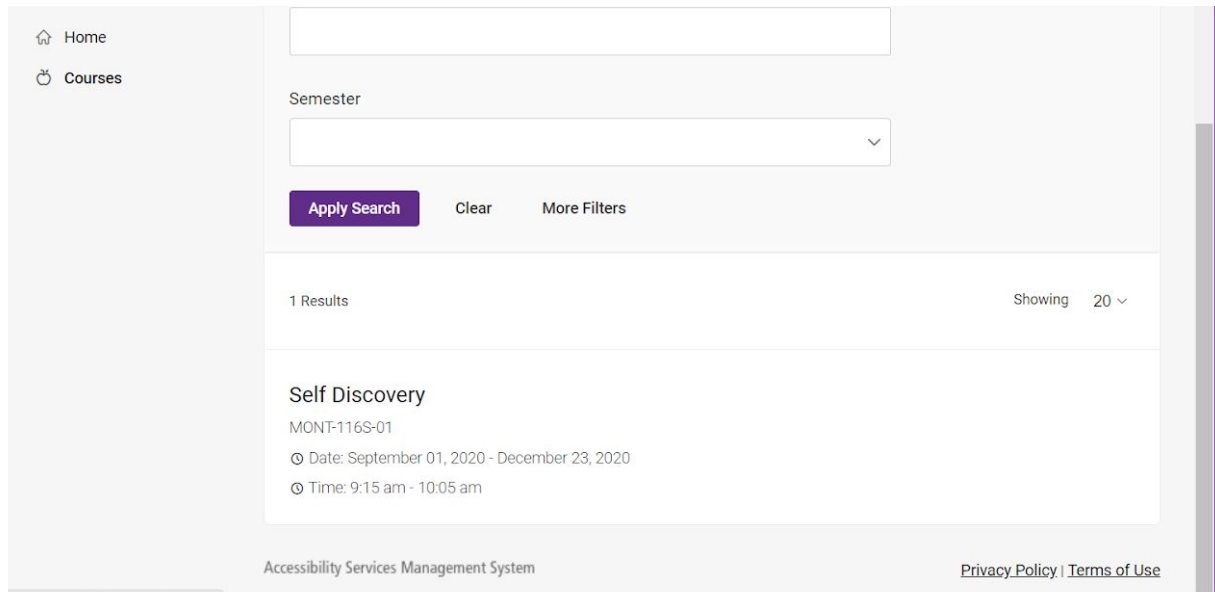 Home
Courses
Semester
Apply Search Clear More Filters
1 Results Showing 20
Self Discovery
MONT-116S-01
Date: September 01, 2020 - December 23, 2020
Time: 9:15 am - 10:05 am
Accessibility Services Management System Privacy Policy | Terms of Use